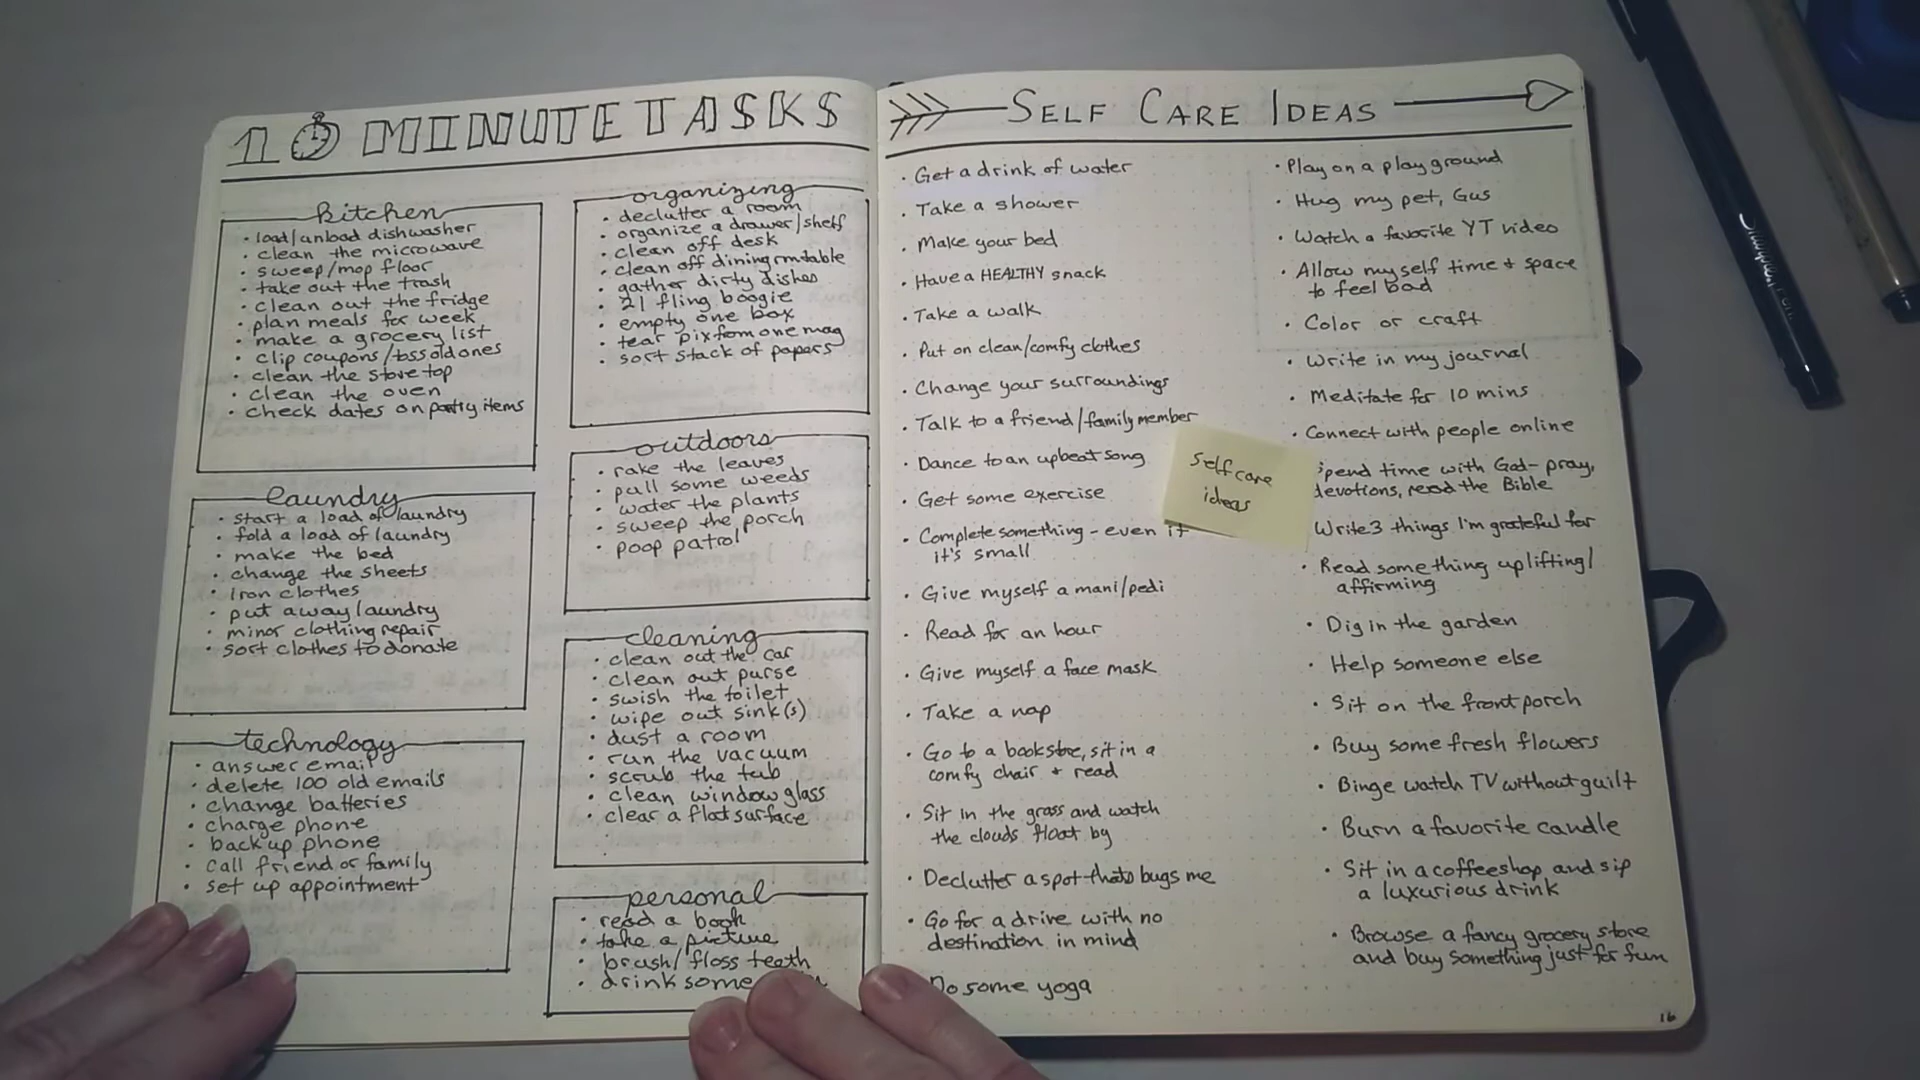 10 MINUTE TASKS
kitchen
• load/unload dishwasher
• clean the microwave
• sweep/mop floor
• take out the trash
• clean out the fridge
• plan meals for week
• make a grocery list
• clip coupons/toss old ones
• clean the stove top
• clean the oven
• check dates on pantry items
laundry
• start a load of laundry
• fold a load of laundry
• make the bed
• change the sheets
• iron clothes
• put away laundry
• minor clothing repair
• sort clothes to donate
technology
• answer email
• delete 100 old emails
• change batteries
• charge phone
• back up phone
• call friend or family
• set up appointment
organizing
• declutter a room
• organize a drawer/shelf
• clean off desk
• clean off dining rm table
• gather dirty dishes
• 21 fling boogie
• empty one box
• tear pix from one mag
• sort stack of papers
outdoors
• rake the leaves
• pull some weeds
• water the plants
• sweep the porch
• poop patrol
cleaning
• clean out the car
• clean out purse
• swish the toilet
• wipe out sink(s)
• dust a room
• run the vacuum
• scrub the tub
• clean window glass
• clear a flat surface
personal
• read a book
• take a picture
• brush/floss teeth
• drink some
SELF CARE IDEAS
• Get a drink of water
• Take a shower
• Make your bed
• Have a HEALTHY snack
• Take a walk
• Put on clean/comfy clothes
• Change your surroundings
• Talk to a friend/family member
• Dance to an upbeat song
• Get some exercise
• Complete something - even if
it's small
• Give myself a mani/pedi
• Read for an hour
• Give myself a face mask
• Take a nap
• Go to a bookstore, sit in a
comfy chair + read
• Sit in the grass and watch
the clouds float by
• Declutter a spot thats bugs me
• Go for a drive with no
destination in mind
Do some yoga
self care
ideas
• Play on a playground
• Hug my pet, Gus
• Watch a favorite YT video
• Allow myself time + space
to feel bad
• Color or craft
• Write in my journal
• Meditate for 10 mins
• Connect with people online
Spend time with God - pray,
devotions, read the Bible
Write 3 things I'm grateful for
• Read something uplifting/
affirming
• Dig in the garden
• Help someone else
• Sit on the front porch
• Buy some fresh flowers
• Binge watch TV without guilt
• Burn a favorite candle
• Sit in a coffeeshop and sip
a luxurious drink
• Browse a fancy grocery store
and buy something just for fun
16
Sharpie Pen